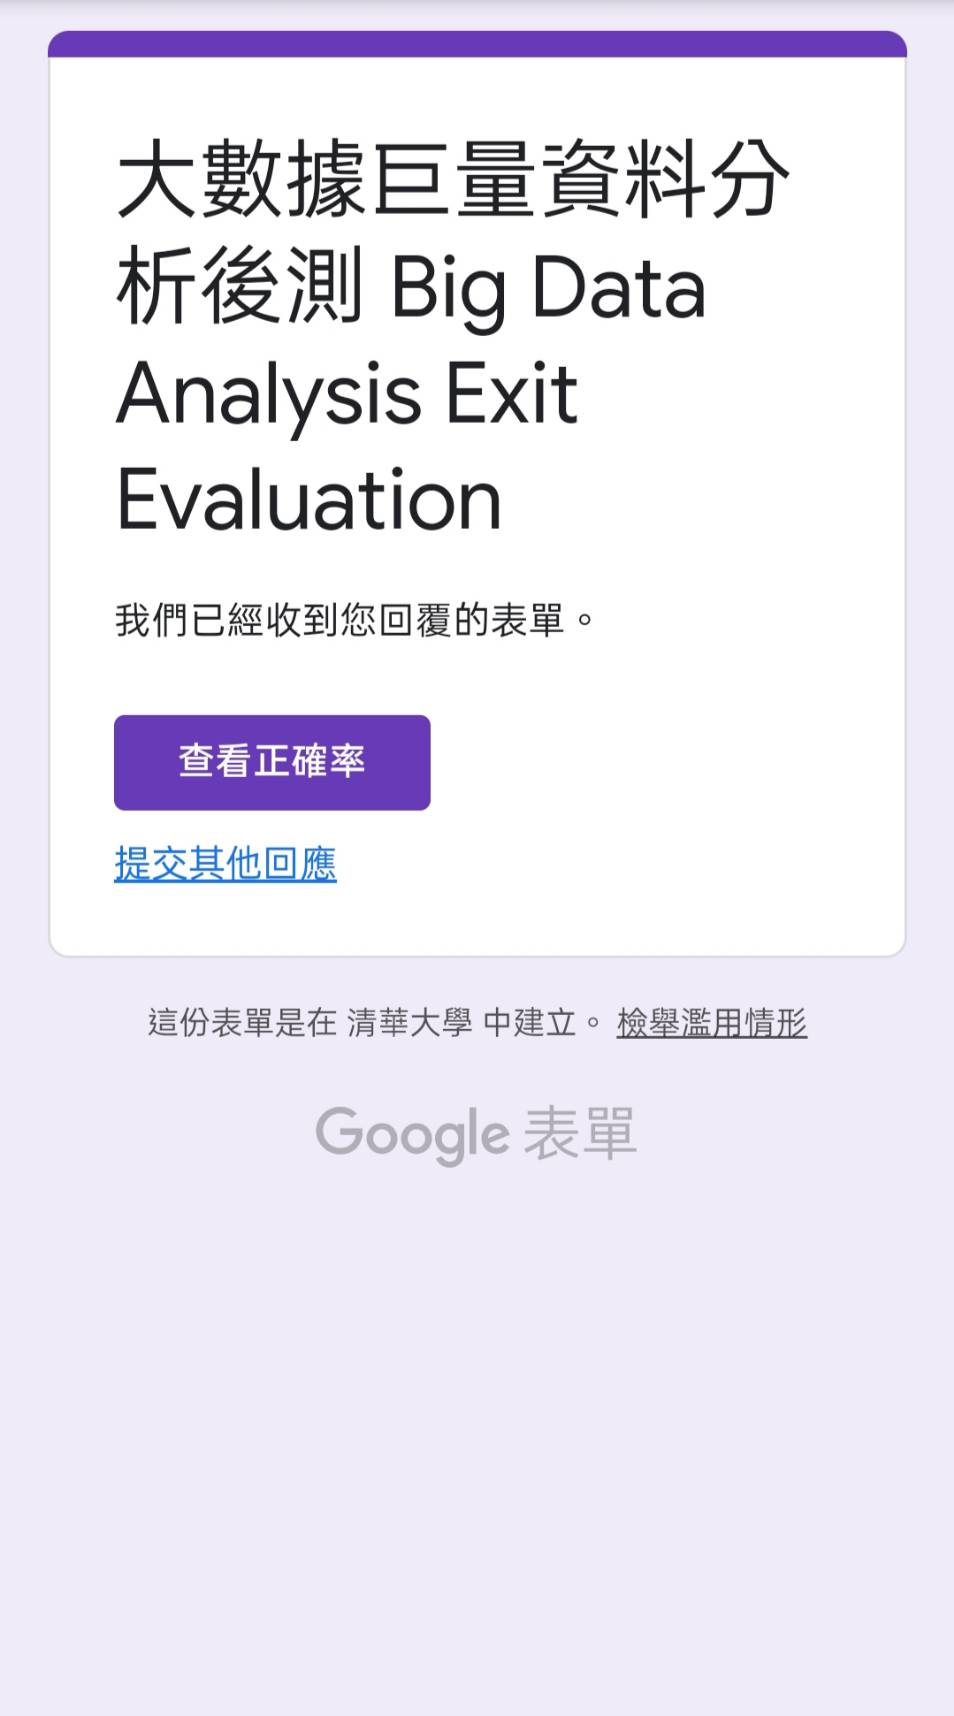 大數據巨量資料分
析後測 Big Data
Analysis Exit
Evaluation
我們已經收到您回覆的表單。
查看正確率
提交其他回應
這份表單是在 清華大學 中建立。 檢舉濫用情形
Google 表單